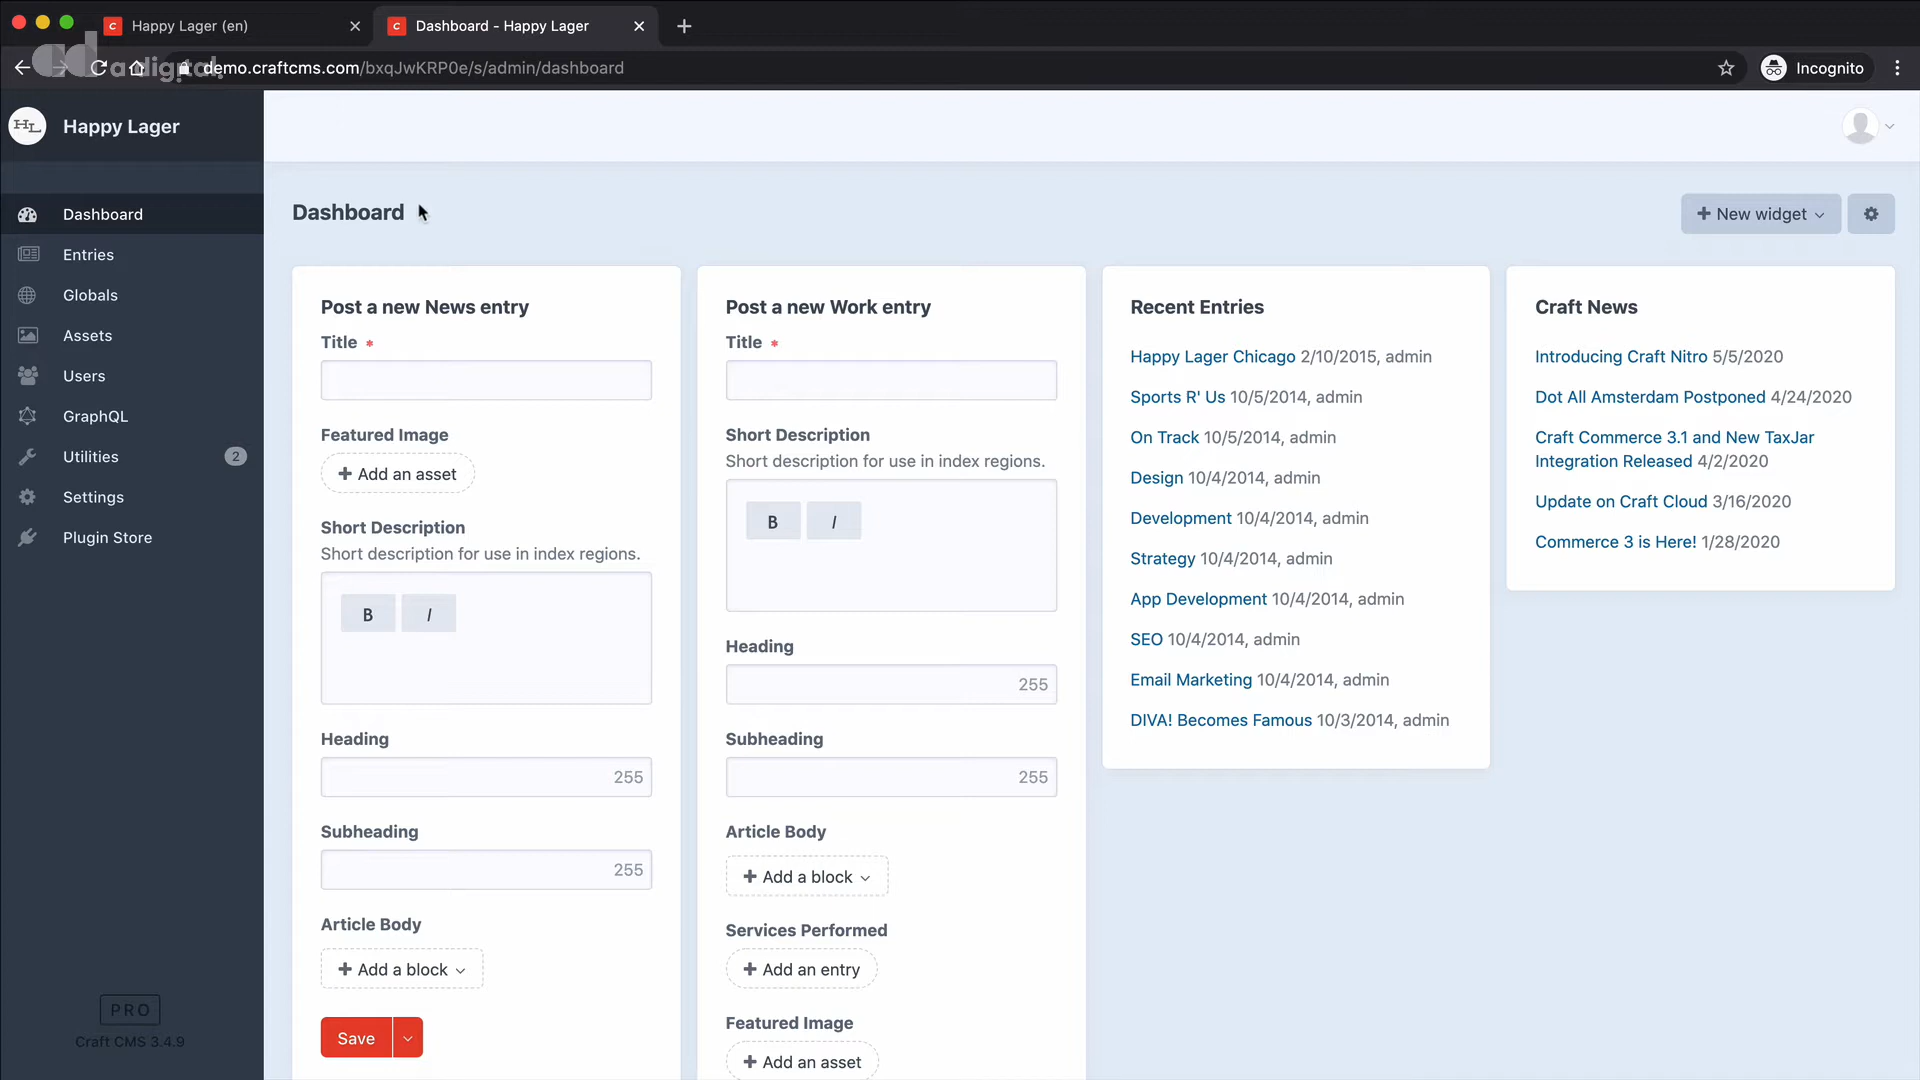 Happy Lager (en)
Dashboard - Happy Lager
adigital
demo.craftcms.com/bxqJwKRP0e/s/admin/dashboard
Incognito
HL
Happy Lager
Dashboard
Entries
Globals
Assets
Users
GraphQL
Utilities
2
Settings
Plugin Store
PRO
Craft CMS 3.4.9
Dashboard
New widget
Post a new News entry
Title *
Featured Image
Add an asset
Short Description
Short description for use in index regions.
B I
Heading
255
Subheading
255
Article Body
Add a block
Save
Post a new Work entry
Title *
Short Description
Short description for use in index regions.
B I
Heading
255
Subheading
255
Article Body
Add a block
Services Performed
Add an entry
Featured Image
Add an asset
Recent Entries
Happy Lager Chicago 2/10/2015, admin
Sports R' Us 10/5/2014, admin
On Track 10/5/2014, admin
Design 10/4/2014, admin
Development 10/4/2014, admin
Strategy 10/4/2014, admin
App Development 10/4/2014, admin
SEO 10/4/2014, admin
Email Marketing 10/4/2014, admin
DIVA! Becomes Famous 10/3/2014, admin
Craft News
Introducing Craft Nitro 5/5/2020
Dot All Amsterdam Postponed 4/24/2020
Craft Commerce 3.1 and New TaxJar
Integration Released 4/2/2020
Update on Craft Cloud 3/16/2020
Commerce 3 is Here! 1/28/2020